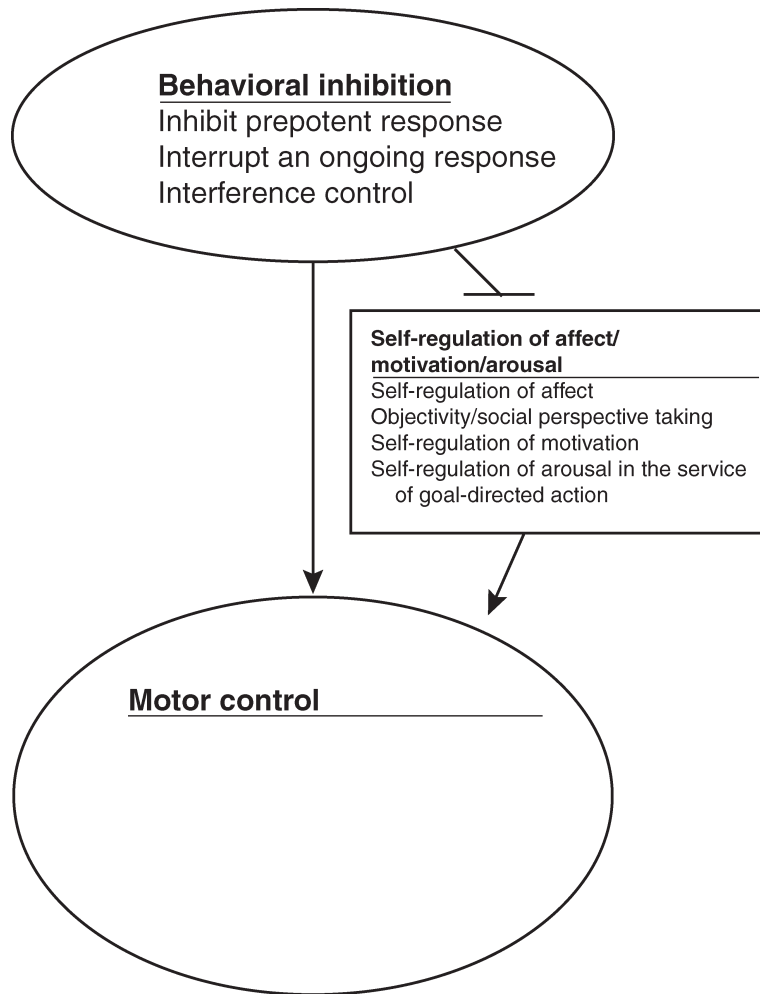 Behavioral inhibition
Inhibit prepotent response
Interrupt an ongoing response
Interference control
Self-regulation of affect/
motivation/arousal
Self-regulation of affect
Objectivity/social perspective taking
Self-regulation of motivation
Self-regulation of arousal in the service
of goal-directed action
Motor control